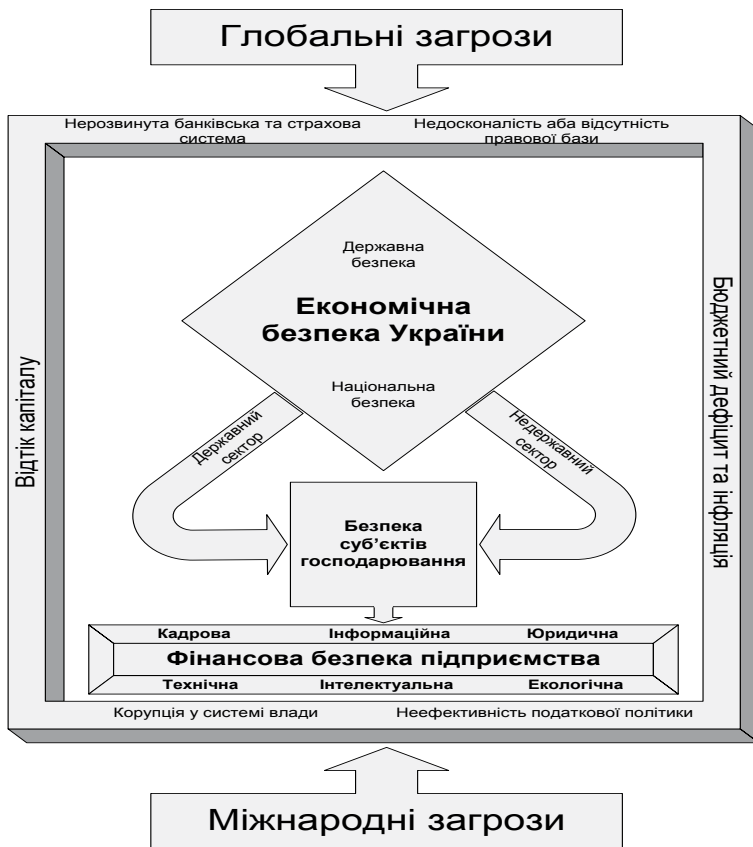 Глобальні загрози
Нерозвинута банківська та страхова
система
Недосконалість аба відсутність
правової бази
Відтік капіталу
Бюджетний дефіцит та інфляція
Державна
безпека
Економічна
безпека України
Національна
безпека
Державний
сектор
Недержавний
сектор
Безпека
суб’єктів
господарювання
Кадрова Інформаційна Юридична
Фінансова безпека підприємства
Технічна Інтелектуальна Екологічна
Корупція у системі влади Неефективність податкової політики
Міжнародні загрози